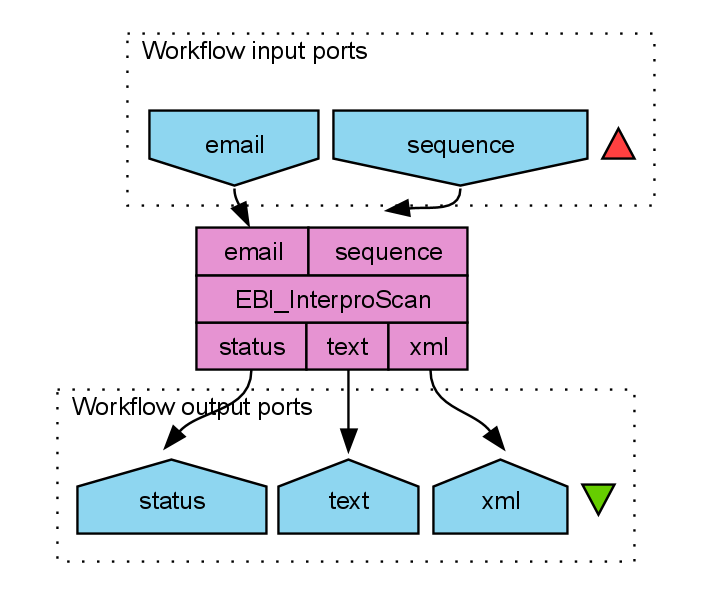 Workflow input ports
email
sequence
email
sequence
EBI_InterproScan
status
text
xml
Workflow output ports
status
text
xml